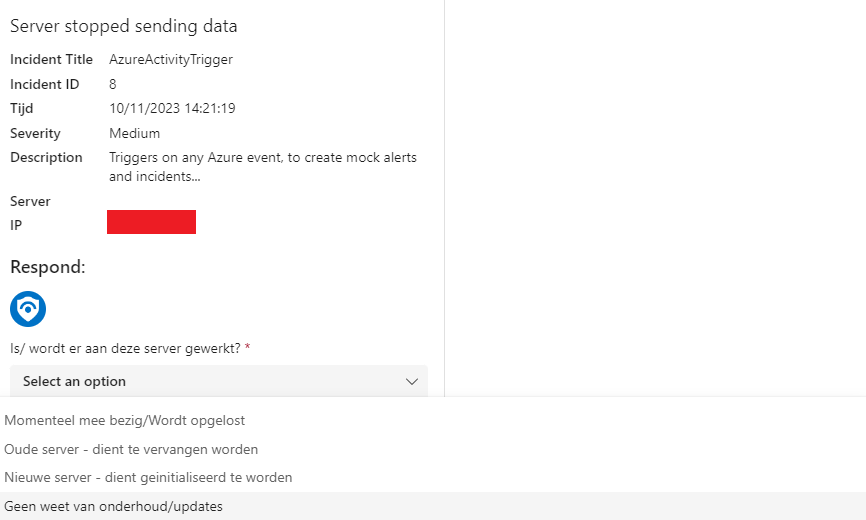 Server stopped sending data
Incident Title AzureActivityTrigger
Incident ID 8
Tijd 10/11/2023 14:21:19
Severity Medium
Description Triggers on any Azure event, to create mock alerts
and incidents...
Server
IP
Respond:
Is/ wordt er aan deze server gewerkt? *
Select an option
Momenteel mee bezig/Wordt opgelost
Oude server - dient te vervangen worden
Nieuwe server - dient geinitialiseerd te worden
Geen weet van onderhoud/updates